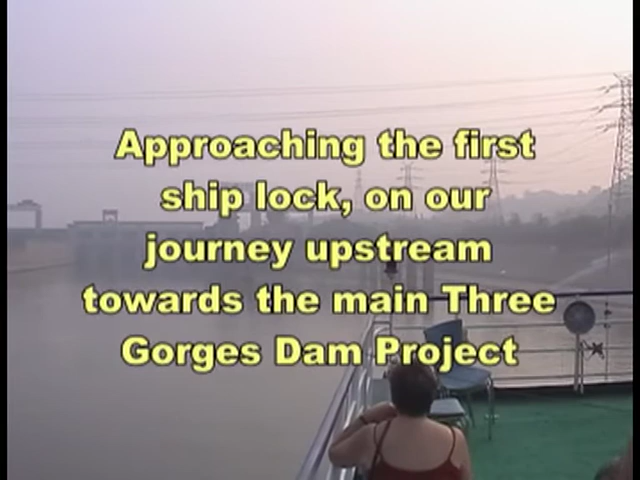 Approaching the first
ship lock, on our
journey upstream
towards the main Three
Gorges Dam Project